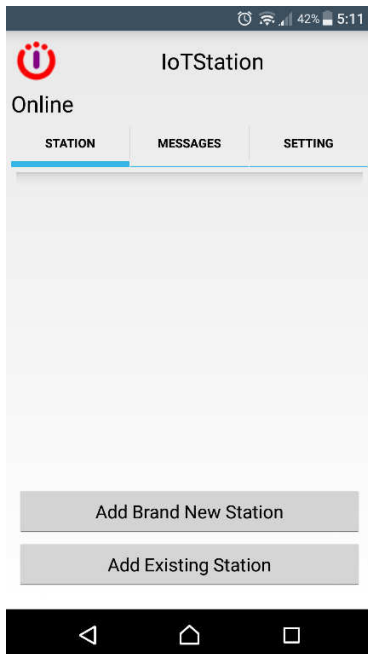 42% 5:11
IoTStation
Online
STATION MESSAGES SETTING
Add Brand New Station
Add Existing Station